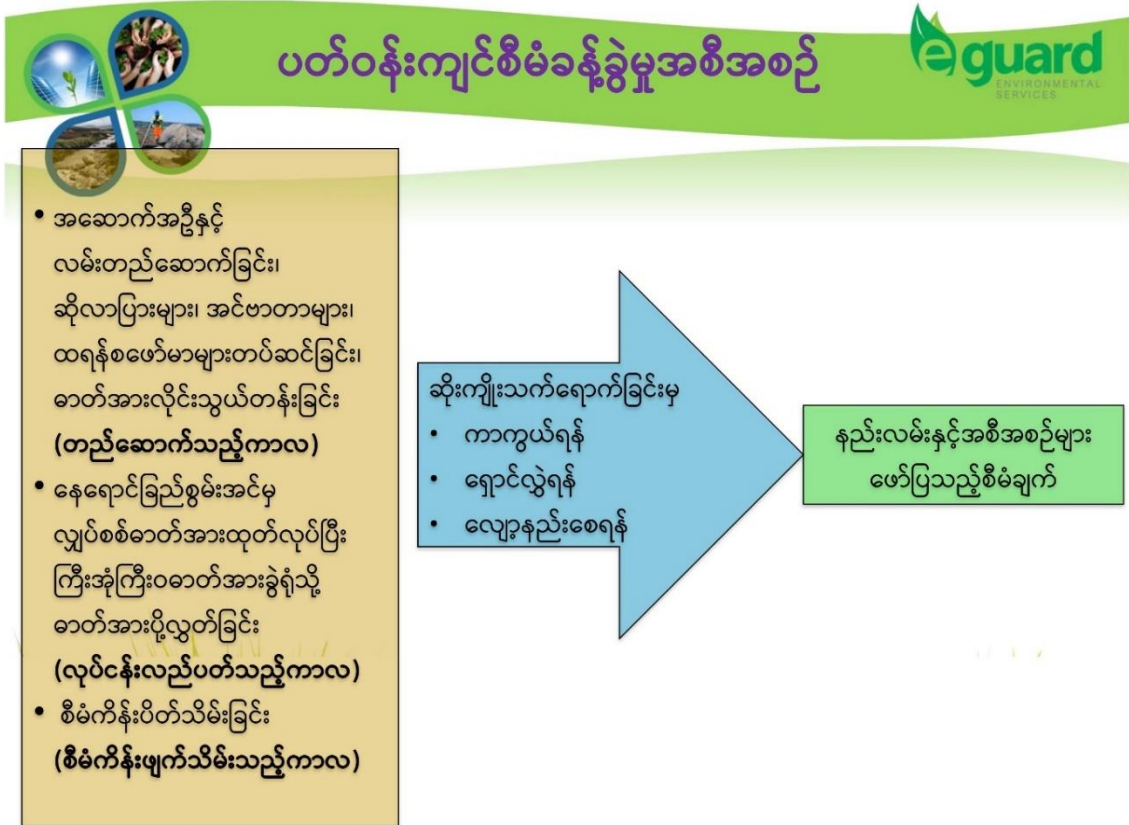 ပတ်ဝန်းကျင်စီမံခန့်ခွဲမှုအစီအစဉ်
eguard
ENVIRONMENTAL
SERVICES
• အဆောက်အဦနှင့်
လမ်းတည်ဆောက်ခြင်း၊
ဆိုလာပြားများ၊ အင်ဗာတာများ၊
ထရန်စဖော်မာများတပ်ဆင်ခြင်း၊
ဓာတ်အားလိုင်းသွယ်တန်းခြင်း
(တည်ဆောက်သည့်ကာလ)
• နေရောင်ခြည်စွမ်းအင်မှ
လျှပ်စစ်ဓာတ်အားထုတ်လုပ်ပြီး
ကြီးအုံကြီးဝဓာတ်အားခွဲရုံသို့
ဓာတ်အားပို့လွှတ်ခြင်း
(လုပ်ငန်းလည်ပတ်သည့်ကာလ)
• စီမံကိန်းပိတ်သိမ်းခြင်း
(စီမံကိန်းဖျက်သိမ်းသည့်ကာလ)
ဆိုးကျိုးသက်ရောက်ခြင်းမှ
• ကာကွယ်ရန်
• ရှောင်လွှဲရန်
• လျော့နည်းစေရန်
နည်းလမ်းနှင့်အစီအစဉ်များ
ဖော်ပြသည့်စီမံချက်